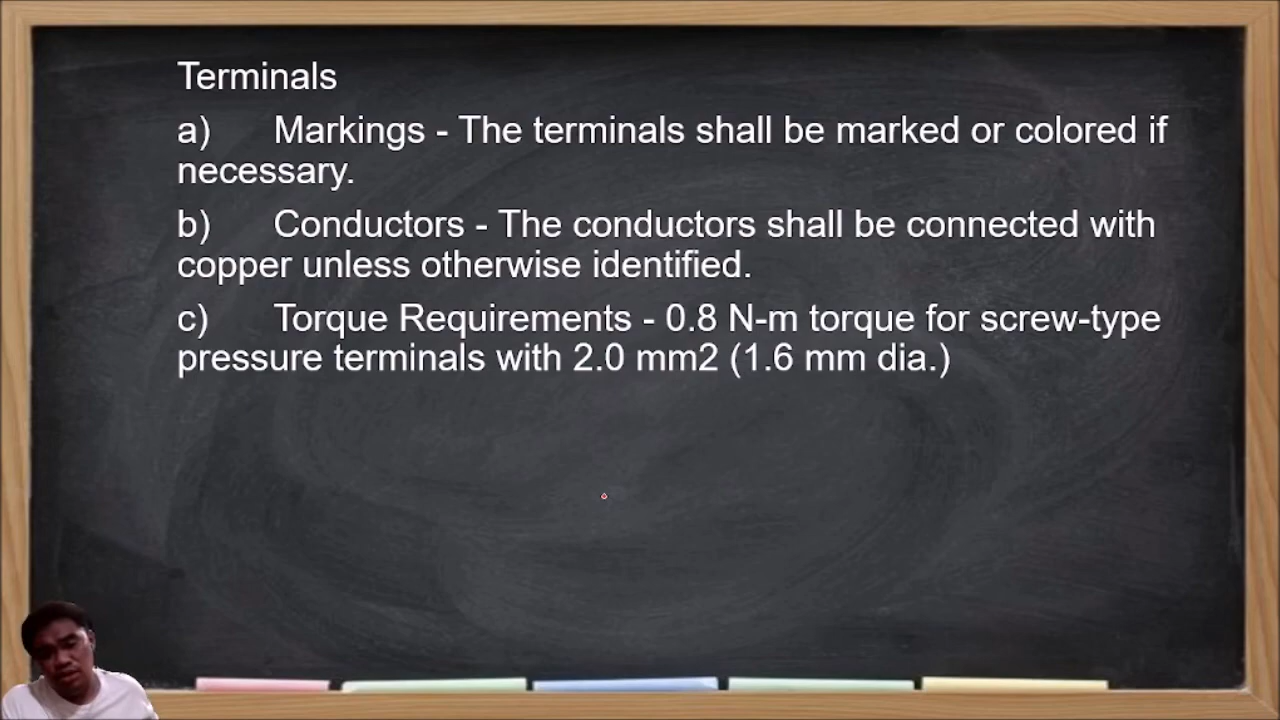 Terminals
a) Markings - The terminals shall be marked or colored if
necessary.
b) Conductors - The conductors shall be connected with
copper unless otherwise identified.
c) Torque Requirements - 0.8 N-m torque for screw-type
pressure terminals with 2.0 mm2 (1.6 mm dia.)